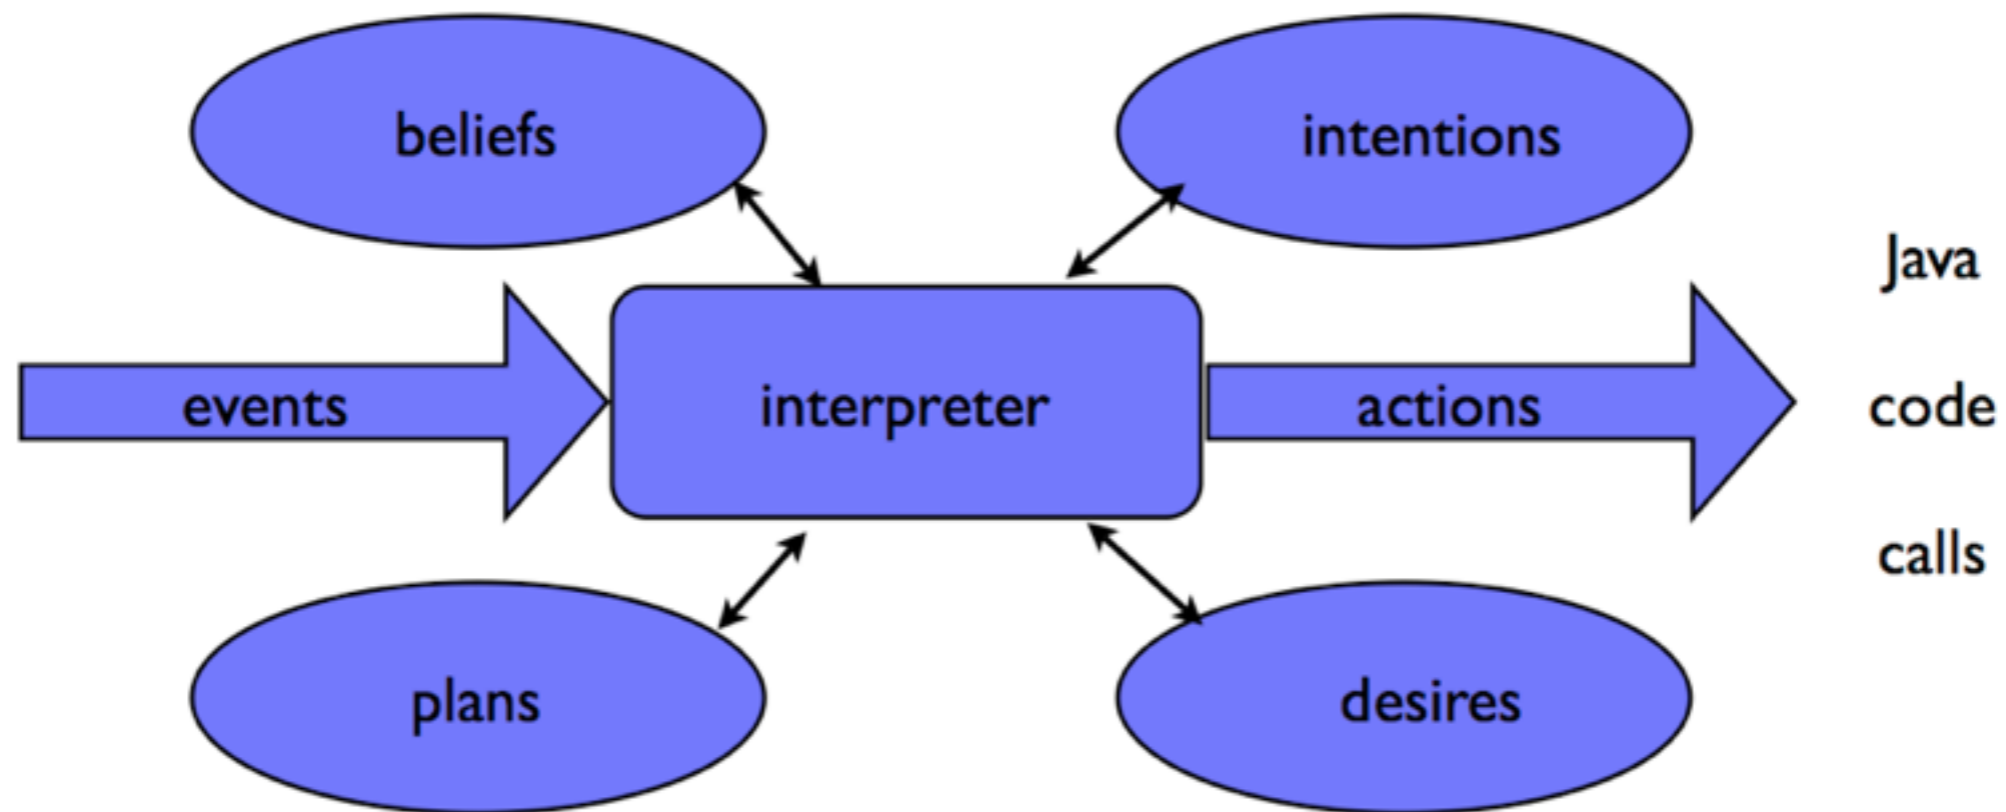 beliefs
intentions
Java
events
interpreter
actions
code
calls
plans
desires